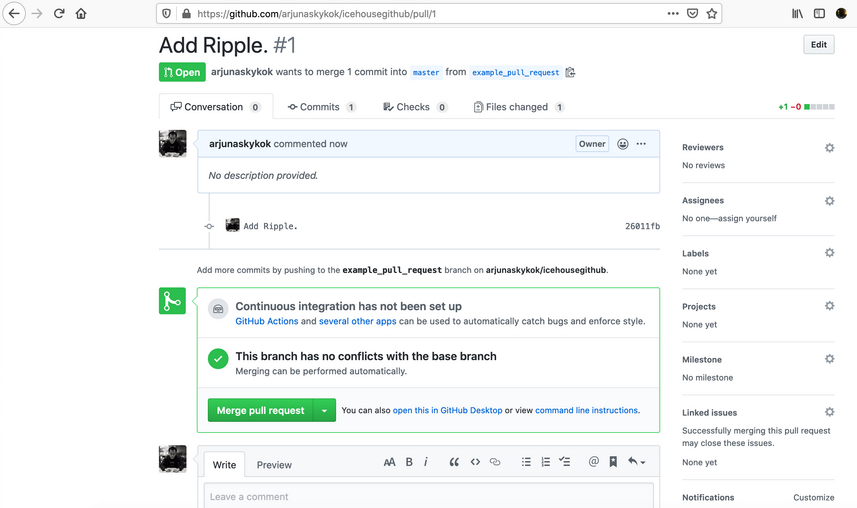 https://github.com/arjunaskykok/icehousegithub/pull/1
Add Ripple. #1
Edit
Open
arjunaskykok wants to merge 1 commit into master from example_pull_request
Conversation 0
Commits 1
Checks 0
Files changed 1
+1 −0
arjunaskykok commented now
Owner
No description provided.
Add Ripple.
26011fb
Add more commits by pushing to the example_pull_request branch on arjunaskykok/icehousegithub.
Continuous integration has not been set up
GitHub Actions and several other apps can be used to automatically catch bugs and enforce style.
This branch has no conflicts with the base branch
Merging can be performed automatically.
Merge pull request
You can also open this in GitHub Desktop or view command line instructions.
Write
Preview
AA B i
Leave a comment
Reviewers
No reviews
Assignees
No one—assign yourself
Labels
None yet
Projects
None yet
Milestone
No milestone
Linked issues
Successfully merging this pull request
may close these issues.
None yet
Notifications
Customize